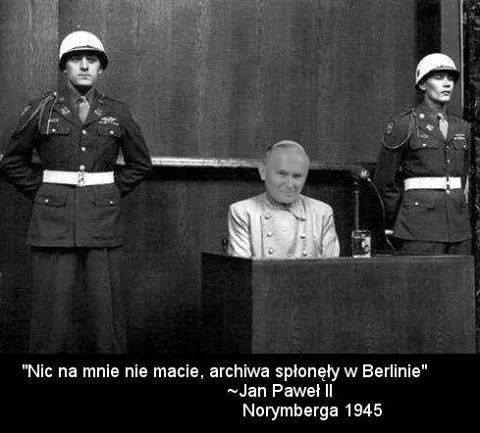 "Nic na mnie nie macie, archiwa spłonęły w Berlinie"
~Jan Paweł II
Norymberga 1945